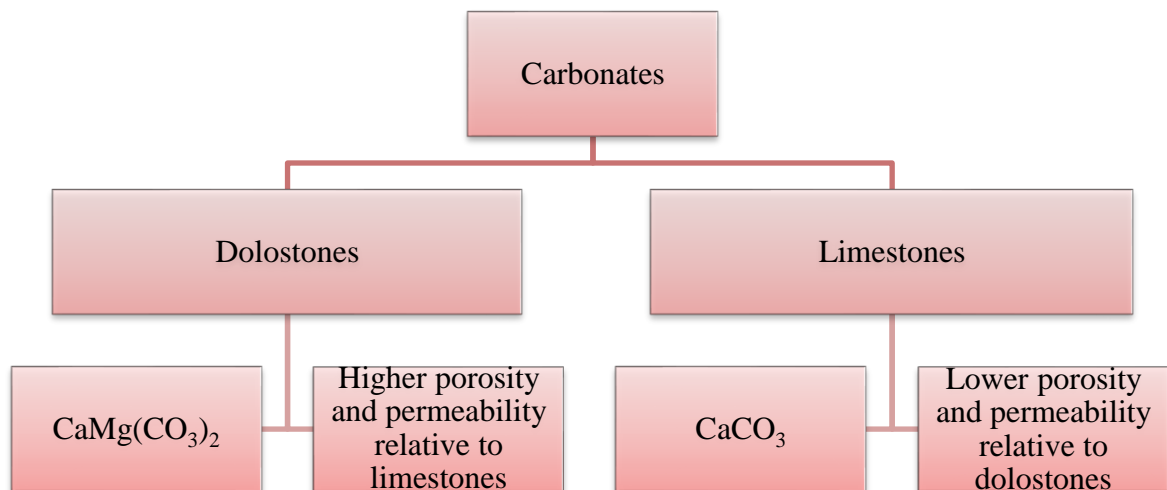 Carbonates
Dolostones
Limestones
CaMg(CO₃)₂
Higher porosity
and permeability
relative to
limestones
CaCO₃
Lower porosity
and permeability
relative to
dolostones